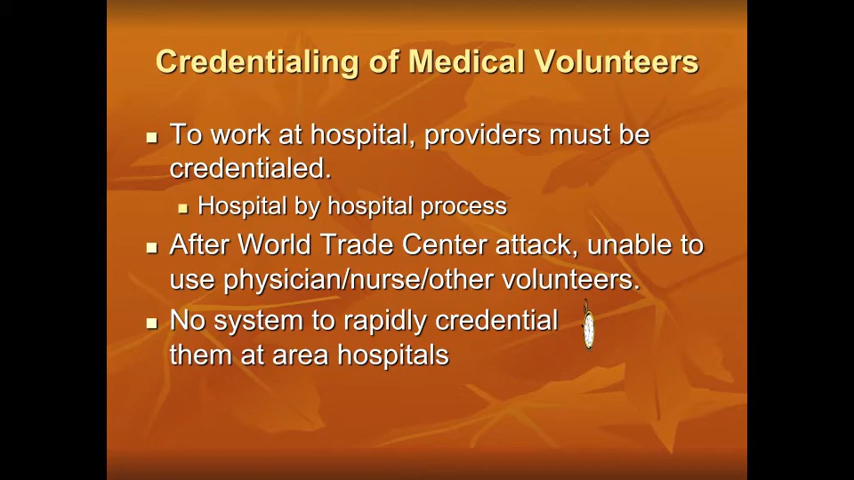 Credentialing of Medical Volunteers
To work at hospital, providers must be
credentialed.
Hospital by hospital process
After World Trade Center attack, unable to
use physician/nurse/other volunteers.
No system to rapidly credential
them at area hospitals